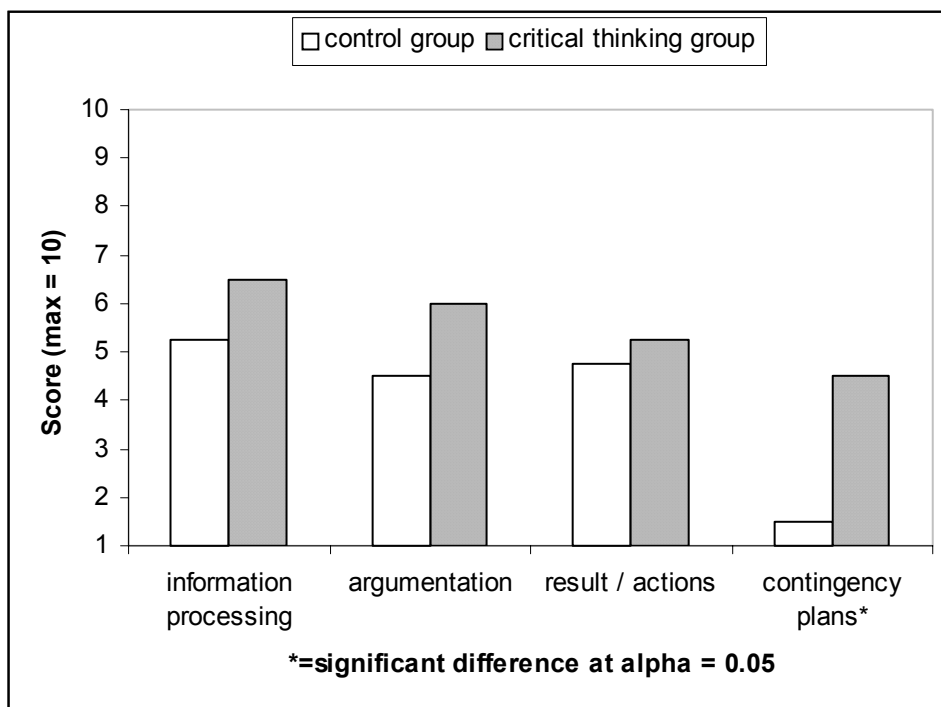 control group critical thinking group
10
9
8
7
6
5
4
3
2
1
Score (max = 10)
information processing
argumentation
result / actions
contingency plans*
*=significant difference at alpha = 0.05